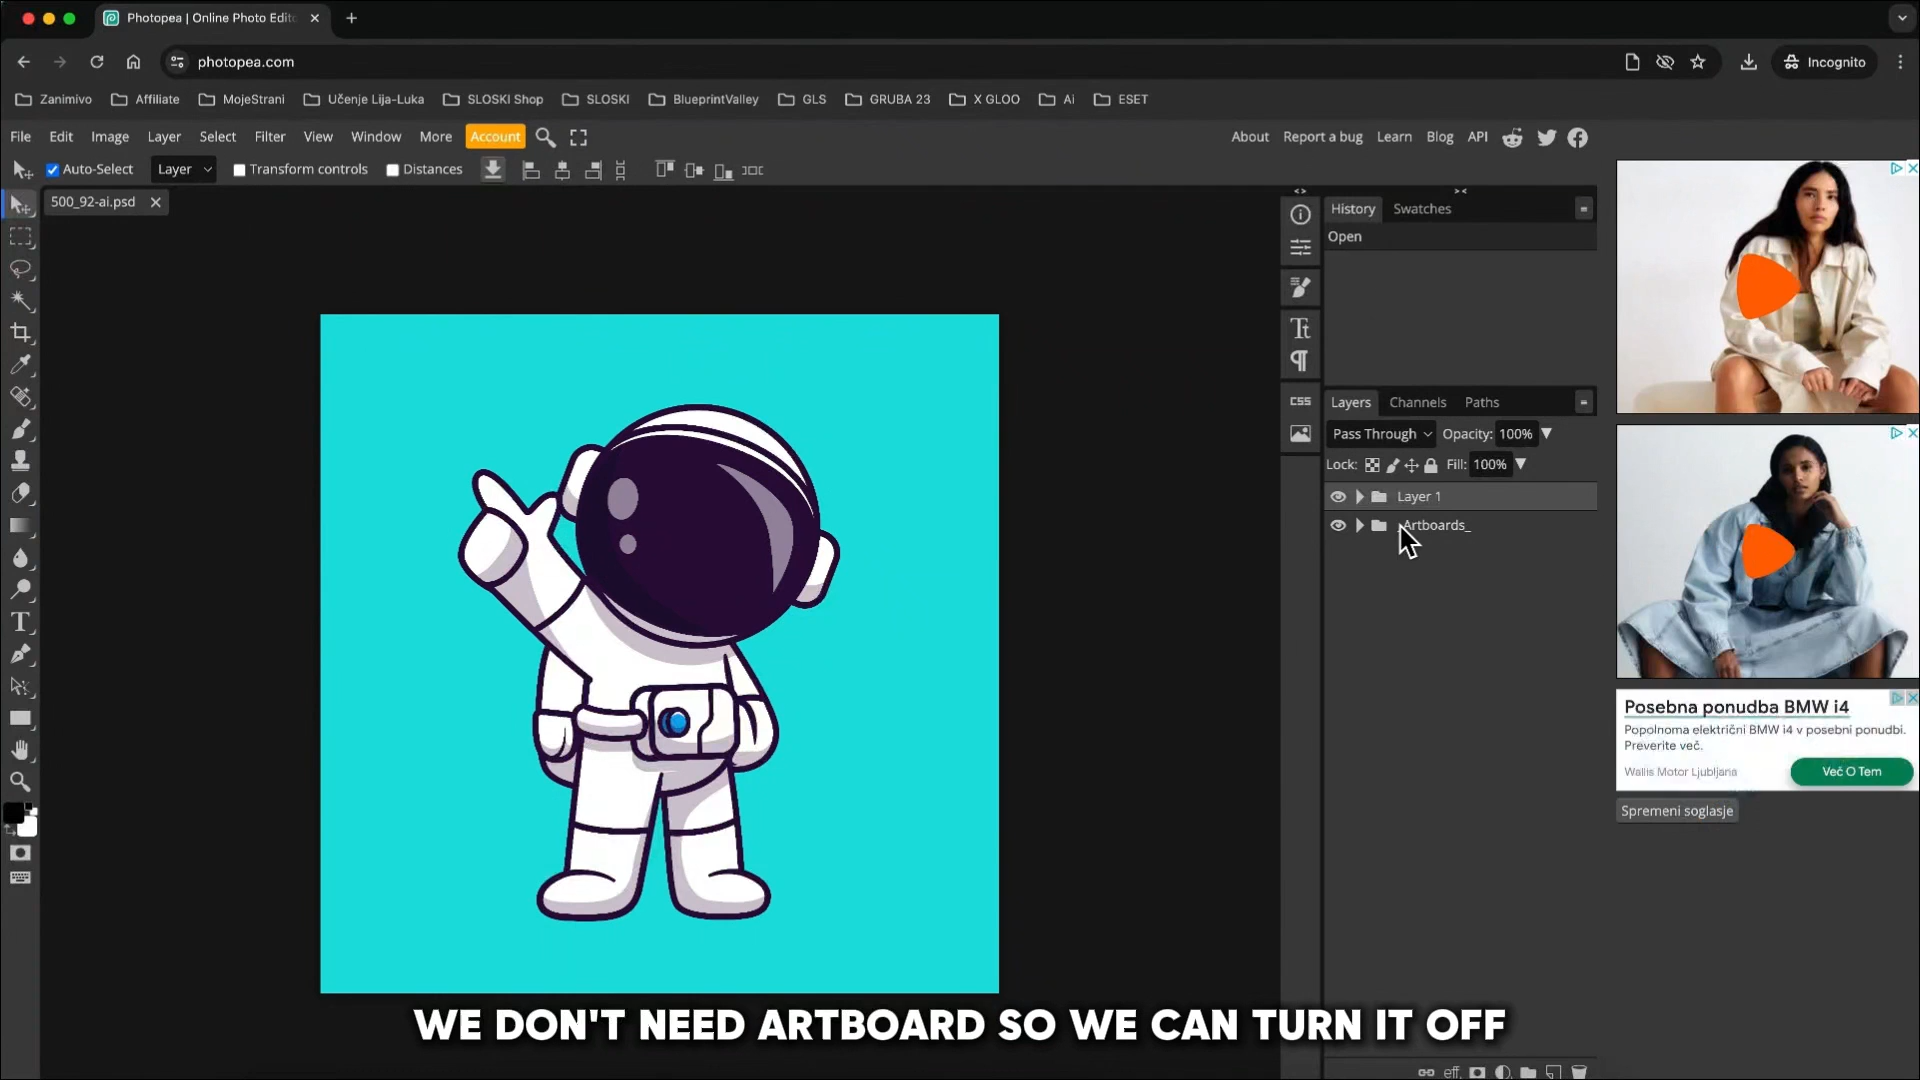 Photopea | Online Photo Edit
photopea.com
Incognito
Zanimivo
Affiliate
MojeStrani
Učenje Lija-Luka
SLOSKI Shop
SLOSKI
BlueprintValley
GLS
GRUBA 23
X GLOO
Ai
ESET
File Edit Image Layer Select Filter View Window More Account
About Report a bug Learn Blog API
Auto-Select
Layer
Transform controls
Distances
500_92-ai.psd
History Swatches
Open
CSS
Layers Channels Paths
Pass Through Opacity: 100%
Lock: Fill: 100%
Layer 1
Artboards_
eff
Posebna ponudba BMW i4
Popolnoma električni BMW i4 v posebni ponudbi.
Preverite več.
Wallis Motor Ljubljana
Več O Tem
Spremeni soglasje
WE DON'T NEED ARTBOARD SO WE CAN TURN IT OFF